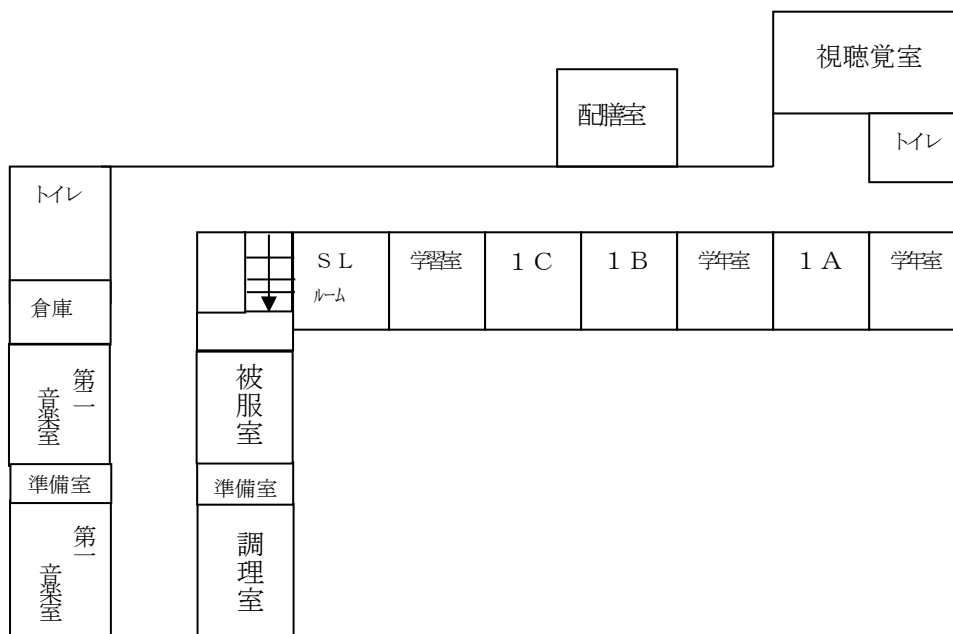 視聴覚室
配膳室
トイレ
トイレ
ＳＬ
ルーム
学習室
１Ｃ
１Ｂ
学年室
１Ａ
学年室
倉庫
第二
音楽室
被服室
準備室
準備室
第一
音楽室
調理室